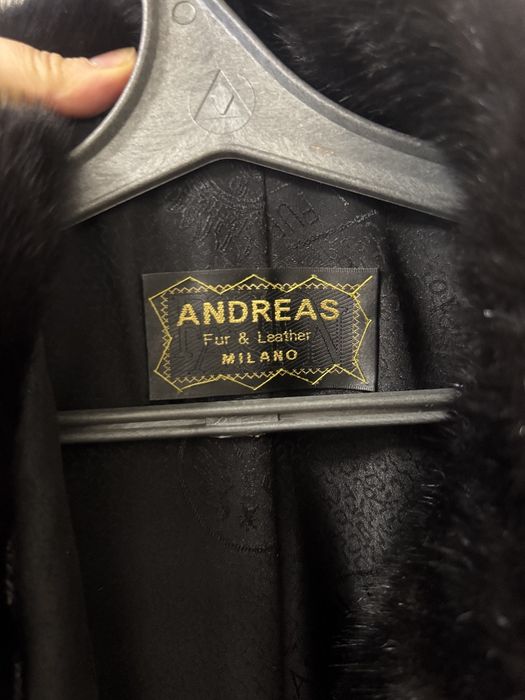 ANDREAS
Fur & Leather
MILANO